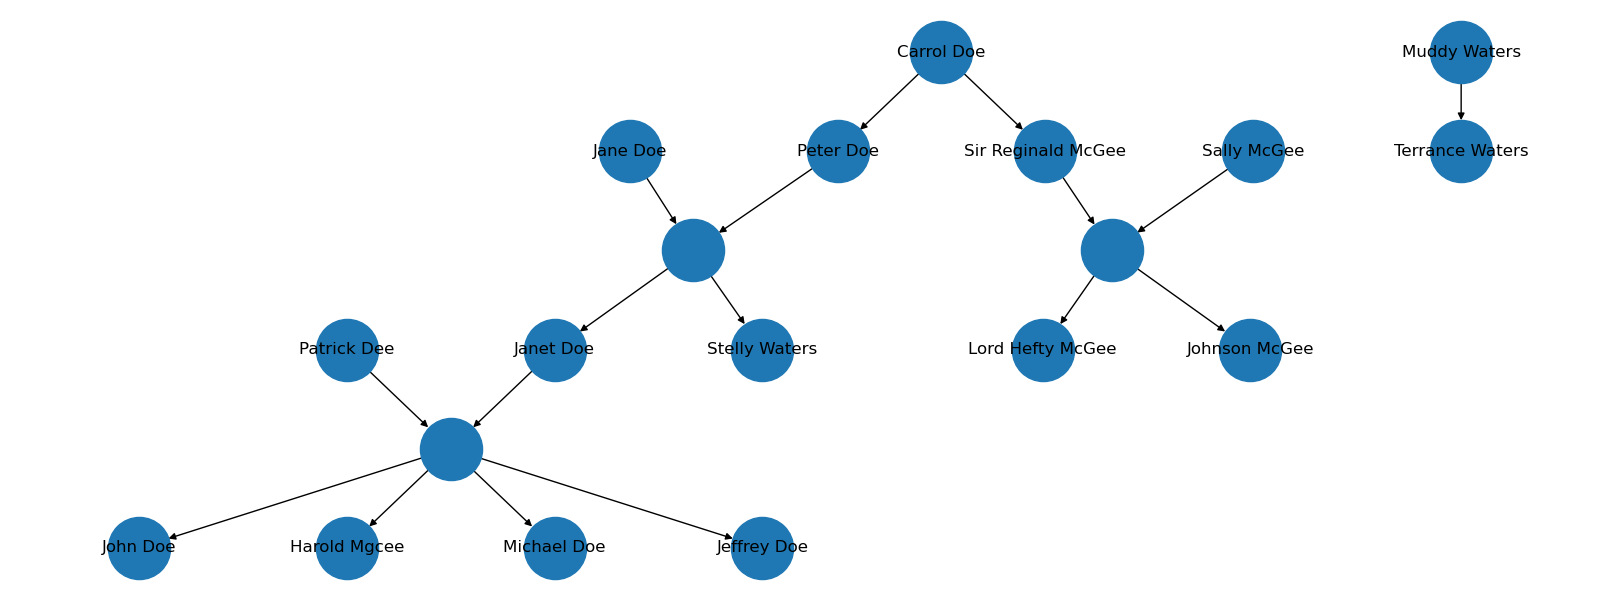 Carrol Doe
Muddy Waters
Jane Doe
Peter Doe
Sir Reginald McGee
Sally McGee
Terrance Waters
Patrick Dee
Janet Doe
Stelly Waters
Lord Hefty McGee
Johnson McGee
John Doe
Harold Mgcee
Michael Doe
Jeffrey Doe